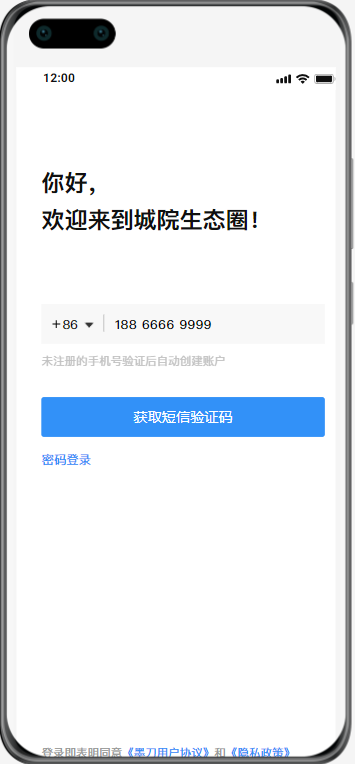 12:00
你好，
欢迎来到城院生态圈！
+86 188 6666 9999
未注册的手机号验证后自动创建账户
获取短信验证码
密码登录
登录即表明同意《墨刀用户协议》和《隐私政策》